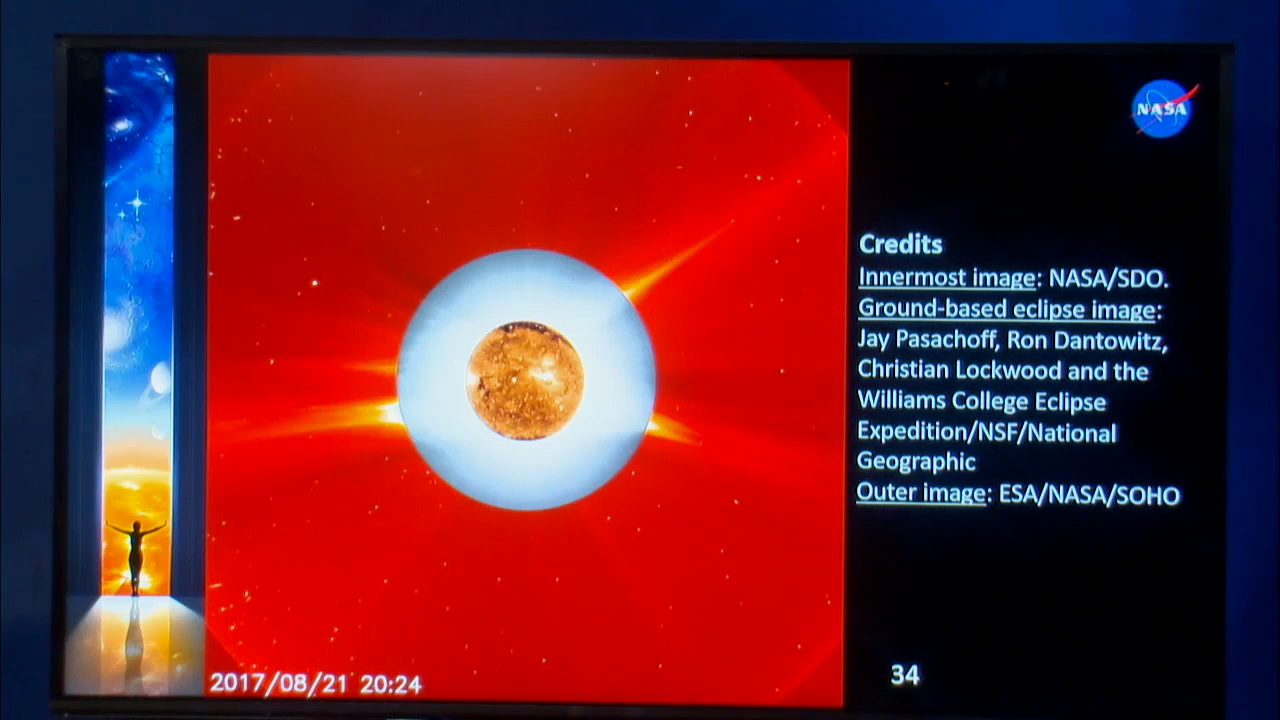 NASA
Credits
Innermost image: NASA/SDO.
Ground-based eclipse image:
Jay Pasachoff, Ron Dantowitz,
Christian Lockwood and the
Williams College Eclipse
Expedition/NSF/National
Geographic
Outer image: ESA/NASA/SOHO
34
2017/08/21 20:24